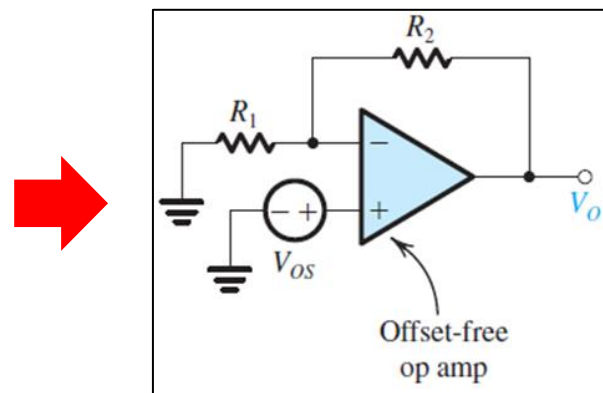 R2
R1
−
+
− +
VOS
VO
Offset-free
op amp